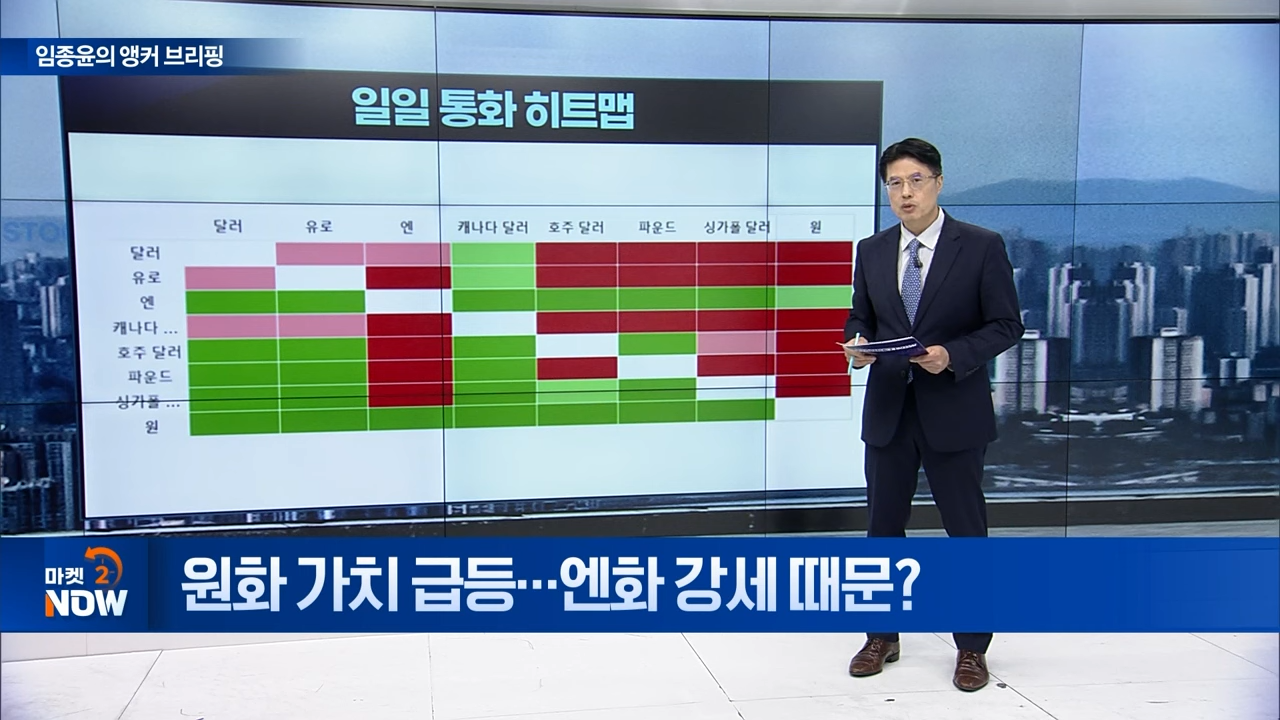 임종윤의 앵커 브리핑
일일 통화 히트맵
STO
달러 유로 엔 캐나다 달러 호주 달러 파운드 싱가폴 달러 원
달러
유로
엔
캐나다 ...
호주 달러
파운드
싱가폴 ...
원
마켓 2
NOW
원화 가치 급등…엔화 강세 때문?